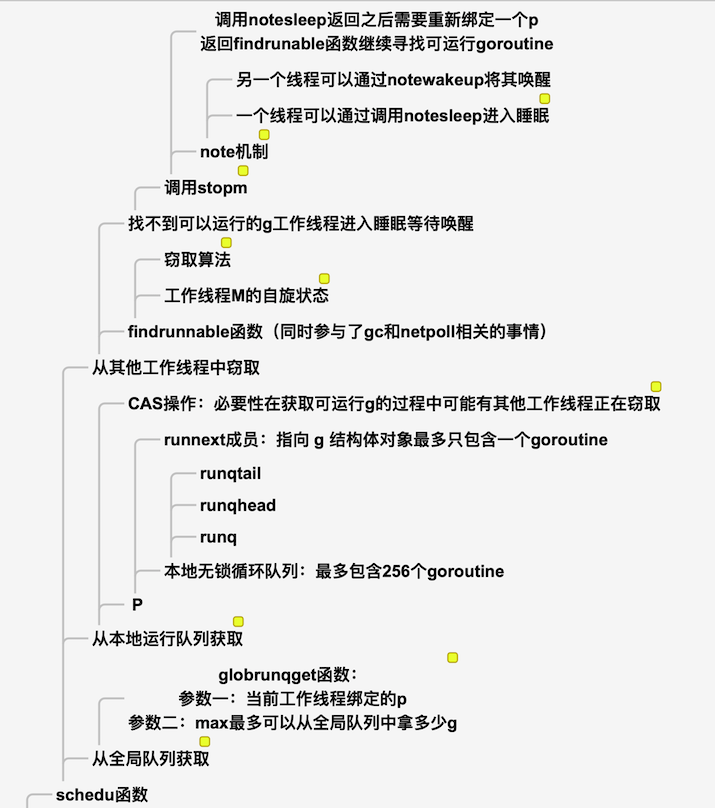 调用notesleep返回之后需要重新绑定一个p
返回findrunable函数继续寻找可运行goroutine
另一个线程可以通过notewakeup将其唤醒
一个线程可以通过调用notesleep进入睡眠
note机制
调用stopm
找不到可以运行的g工作线程进入睡眠等待唤醒
窃取算法
工作线程M的自旋状态
findrunnable函数（同时参与了gc和netpoll相关的事情）
从其他工作线程中窃取
CAS操作：必要性在获取可运行g的过程中可能有其他工作线程正在窃取
runnext成员：指向 g 结构体对象最多只包含一个goroutine
runqtail
runqhead
runq
本地无锁循环队列：最多包含256个goroutine
P
从本地运行队列获取
globrunqget函数：
参数一：当前工作线程绑定的p
参数二：max最多可以从全局队列中拿多少g
从全局队列获取
schedu函数